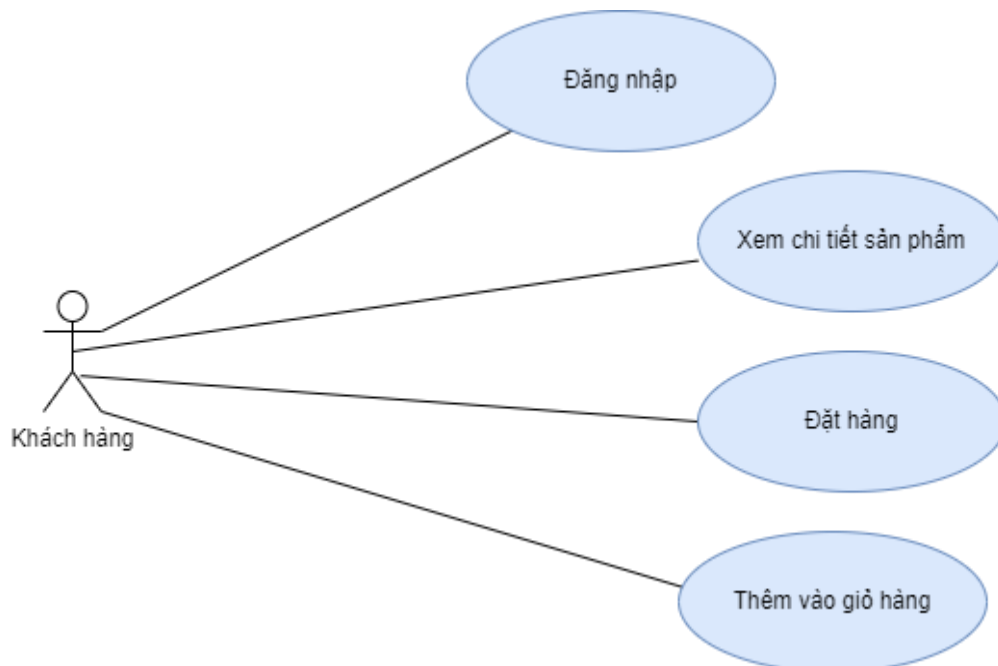 Đăng nhập
Xem chi tiết sản phẩm
Khách hàng
Đặt hàng
Thêm vào giỏ hàng